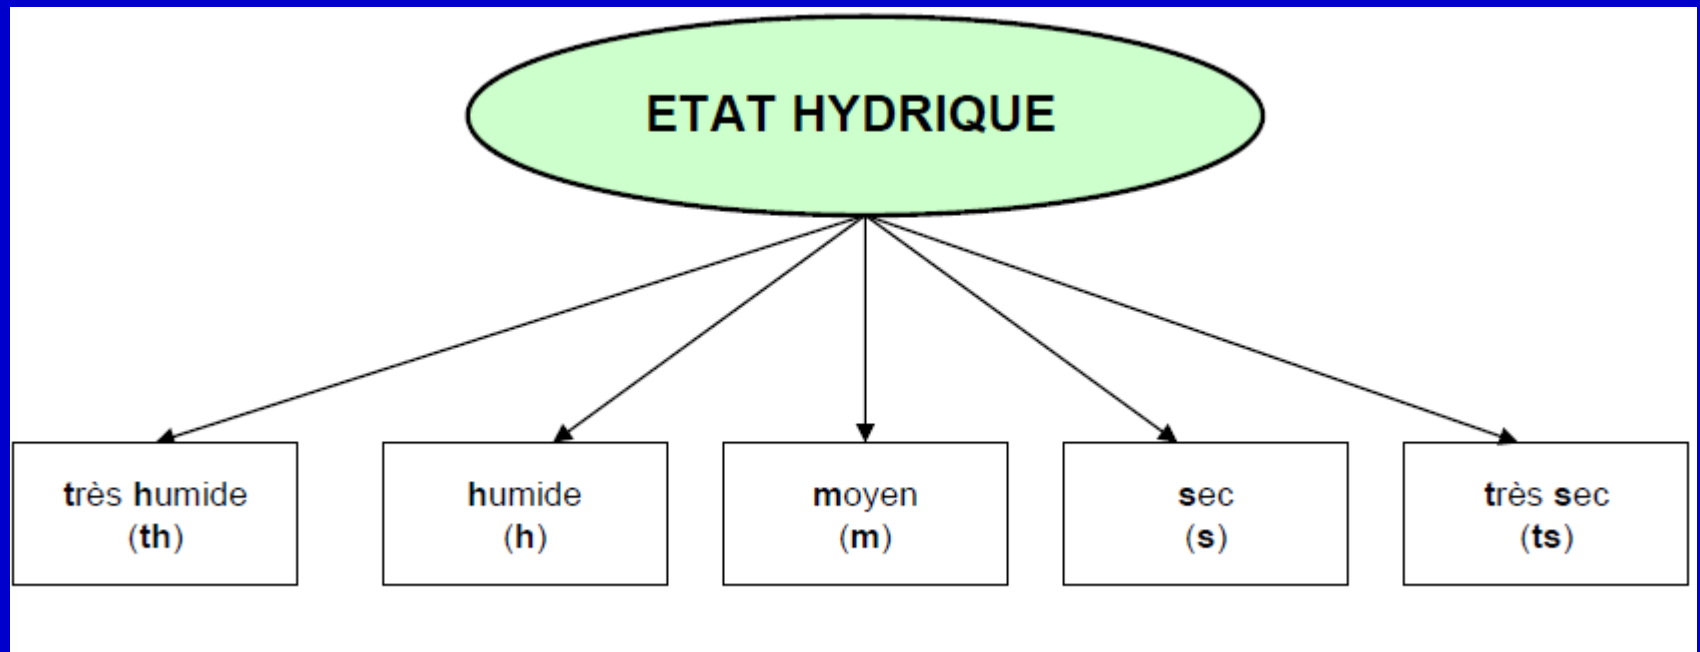 ETAT HYDRIQUE
très humide
(th)
humide
(h)
moyen
(m)
sec
(s)
très sec
(ts)